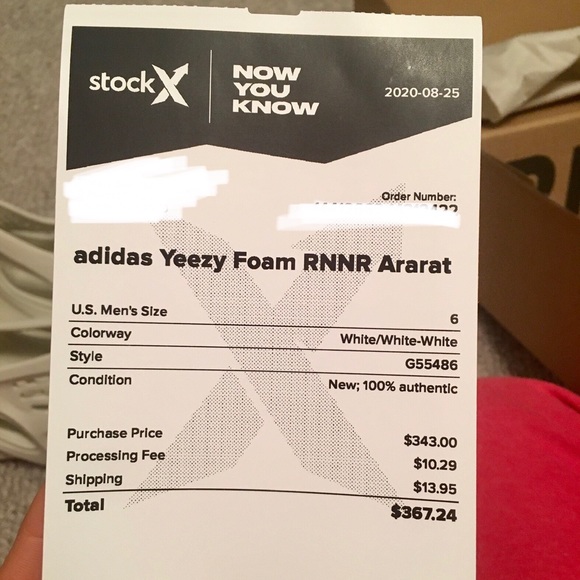 stockX
NOW
YOU
KNOW
2020-08-25
Order Number:
adidas Yeezy Foam RNNR Ararat
U.S. Men's Size 6
Colorway White/White-White
Style G55486
Condition New; 100% authentic
Purchase Price $343.00
Processing Fee $10.29
Shipping $13.95
Total $367.24